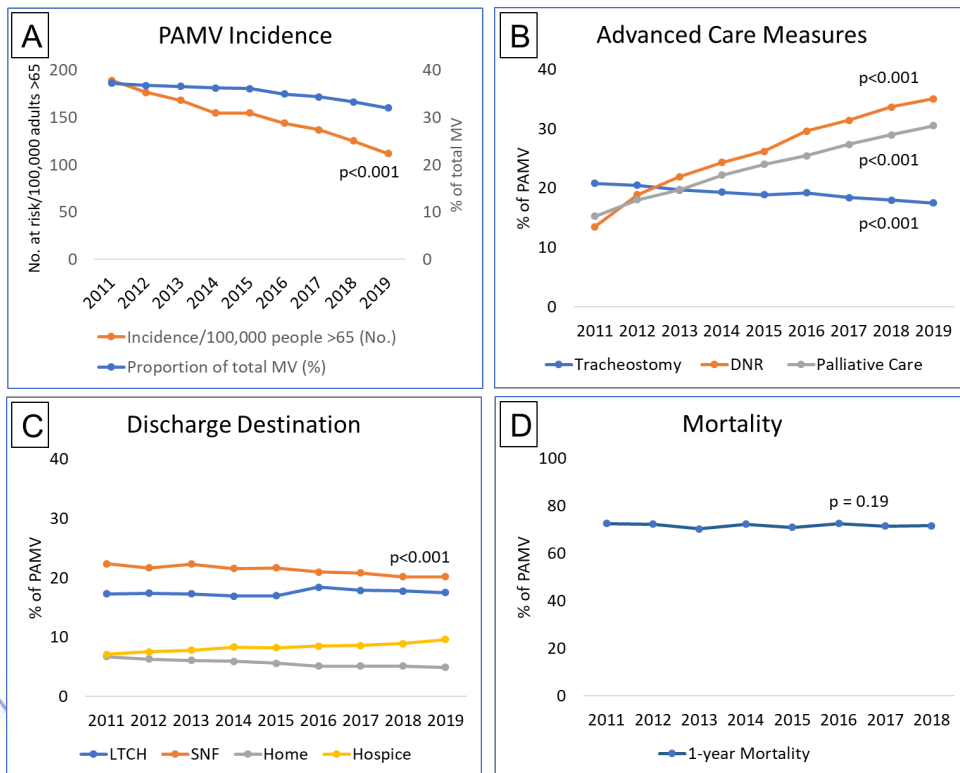 A
PAMV Incidence
200
150
100
50
0
No. at risk/100,000 adults >65
40
30
20
10
0
% of total MV
p<0.001
2011 2012 2013 2014 2015 2016 2017 2018 2019
Incidence/100,000 people >65 (No.)
Proportion of total MV (%)
B
Advanced Care Measures
40
30
20
10
0
% of PAMV
p<0.001
p<0.001
p<0.001
2011 2012 2013 2014 2015 2016 2017 2018 2019
Tracheostomy DNR Palliative Care
C
Discharge Destination
40
30
20
10
0
% of PAMV
p<0.001
2011 2012 2013 2014 2015 2016 2017 2018 2019
LTCH SNF Home Hospice
D
Mortality
100
80
60
40
20
0
% of PAMV
p = 0.19
2011 2012 2013 2014 2015 2016 2017 2018
1-year Mortality